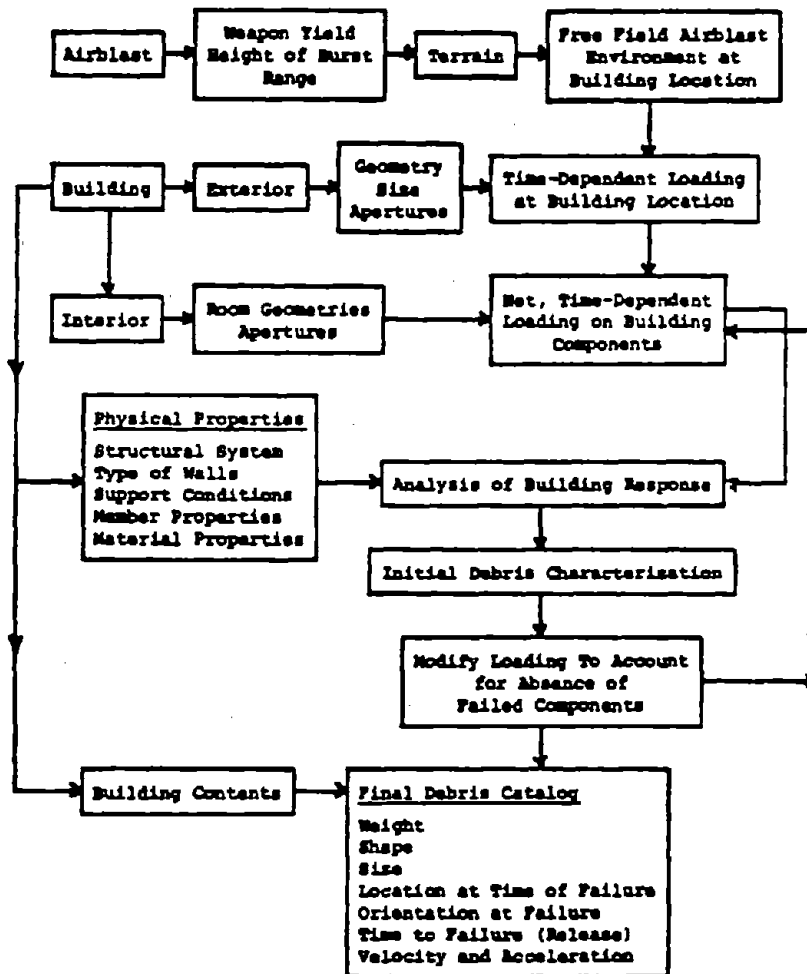 Airblast
Weapon Yield
Height of Burst
Range
Terrain
Free Field Airblast
Environment at
Building Location
Building
Exterior
Geometry
Size
Apertures
Time-Dependent Loading
at Building Location
Interior
Room Geometries
Apertures
Net, Time-Dependent
Loading on Building
Components
Physical Properties
Structural System
Type of Walls
Support Conditions
Member Properties
Material Properties
Analysis of Building Response
Initial Debris Characterization
Modify Loading To Account
for Absence of
Failed Components
Building Contents
Final Debris Catalog
Weight
Shape
Size
Location at Time of Failure
Orientation at Failure
Time to Failure (Release)
Velocity and Acceleration